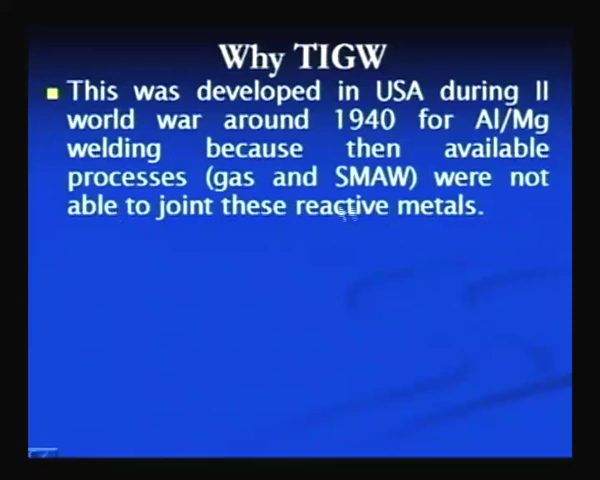 Why TIGW
This was developed in USA during II
world war around 1940 for Al/Mg
welding because then available
processes (gas and SMAW) were not
able to joint these reactive metals.